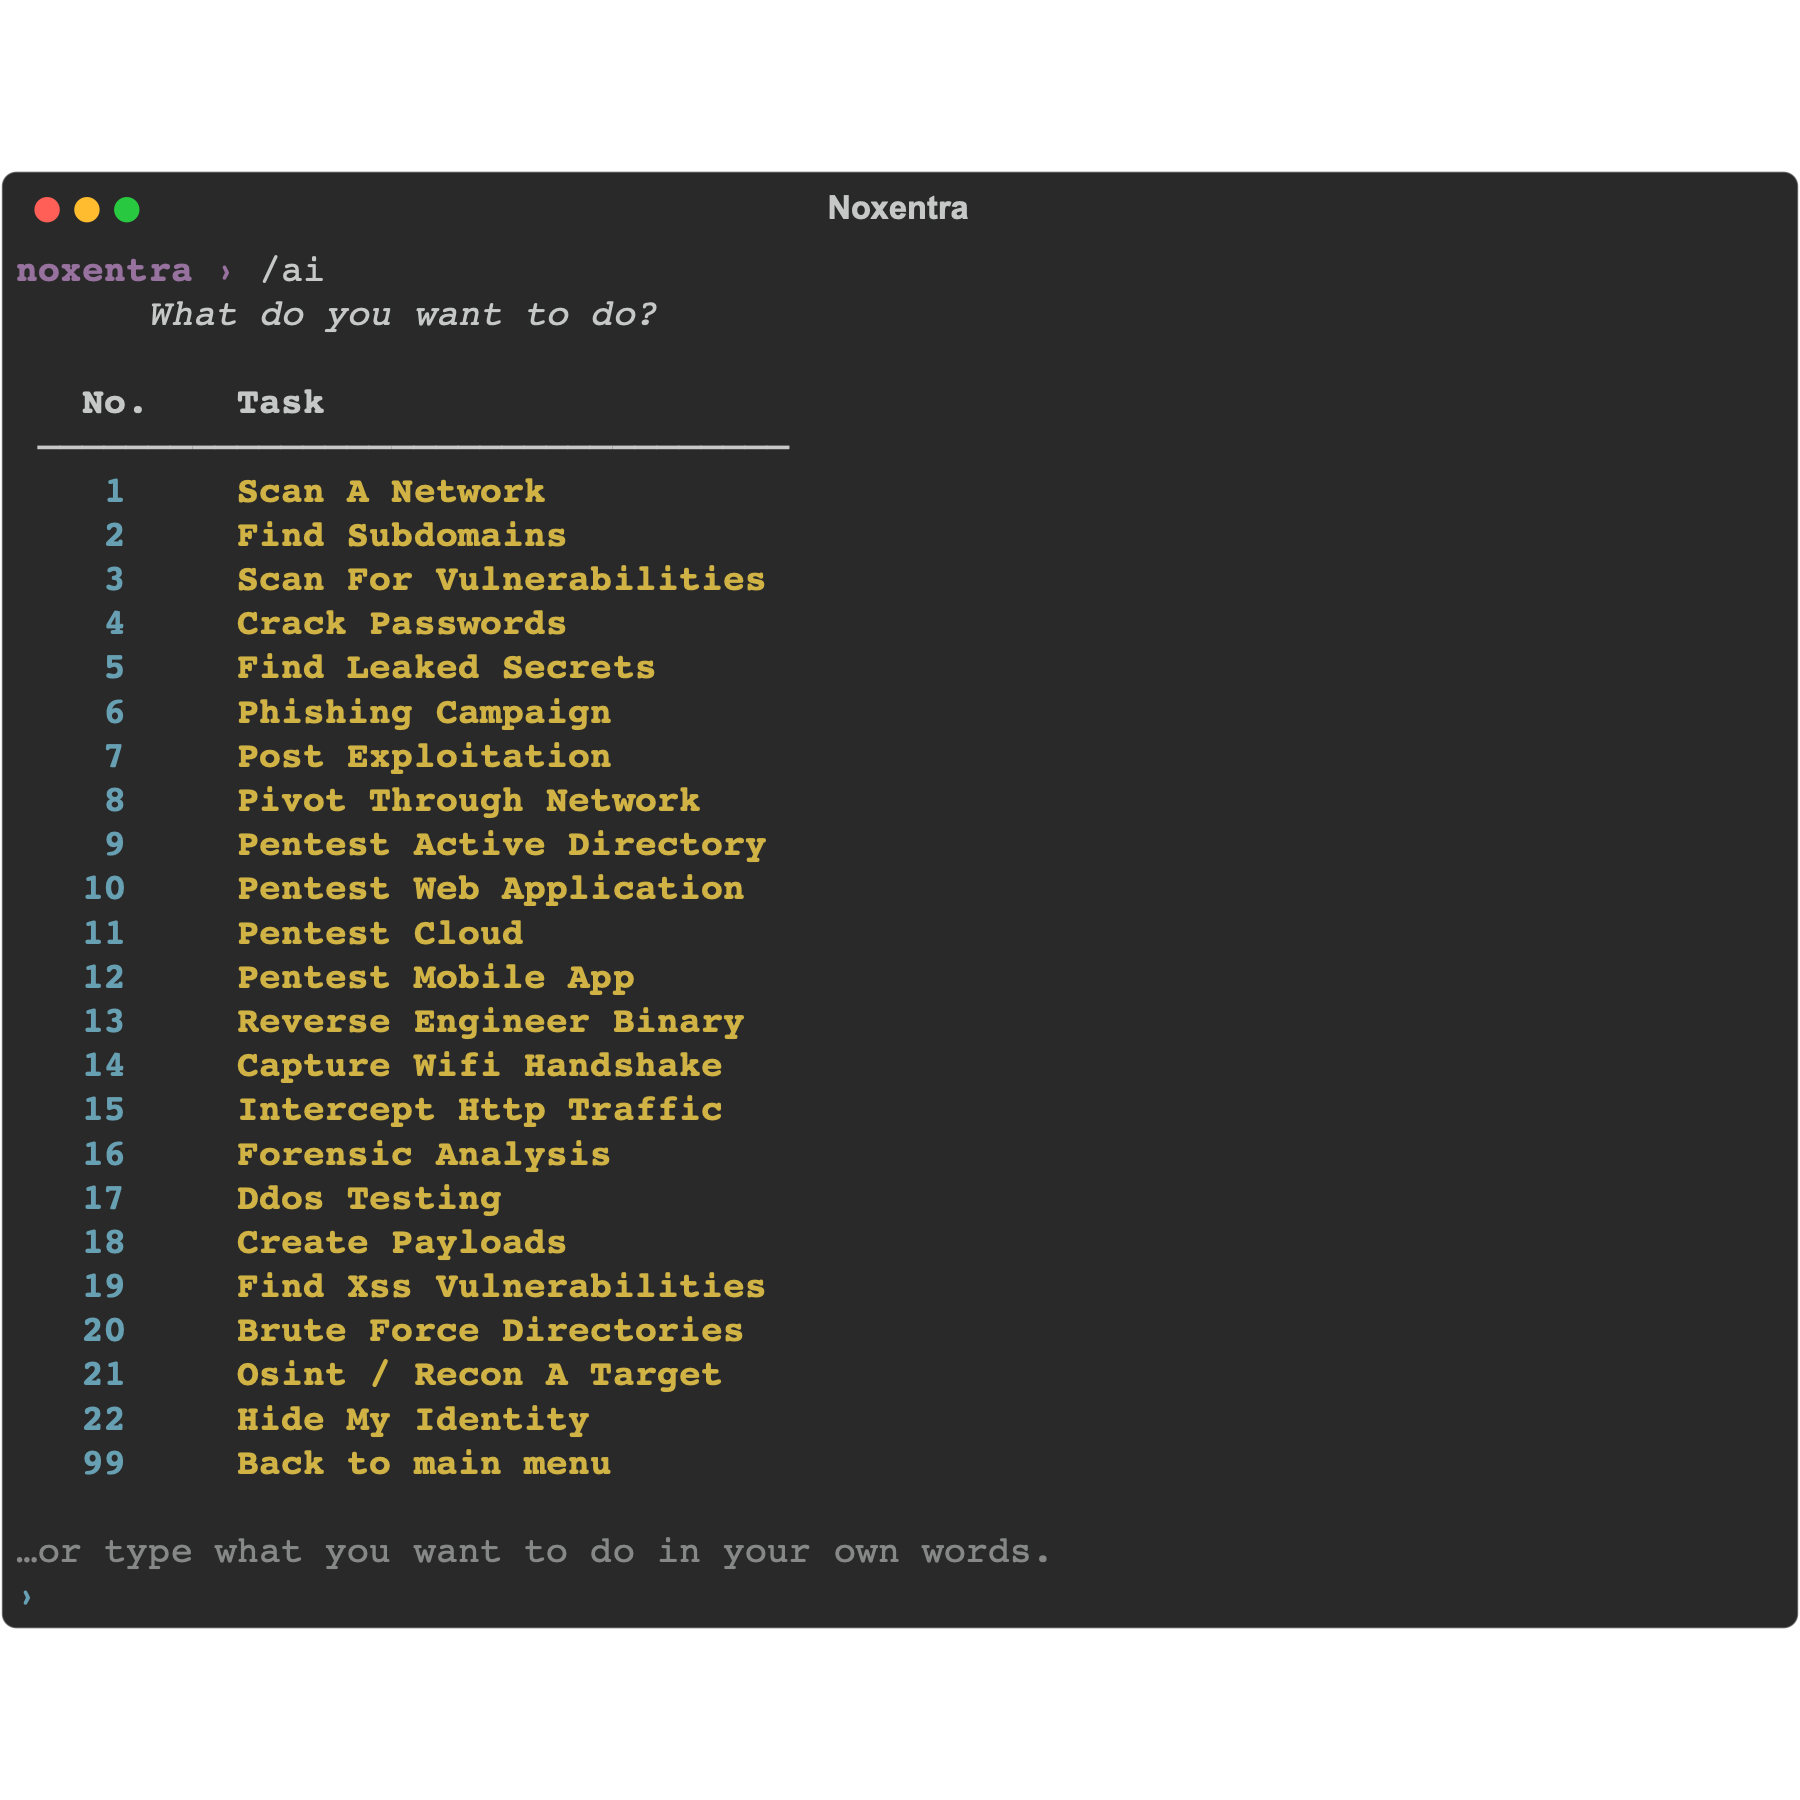 Noxentra
noxentra › /ai
What do you want to do?
No. Task
1 Scan A Network
2 Find Subdomains
3 Scan For Vulnerabilities
4 Crack Passwords
5 Find Leaked Secrets
6 Phishing Campaign
7 Post Exploitation
8 Pivot Through Network
9 Pentest Active Directory
10 Pentest Web Application
11 Pentest Cloud
12 Pentest Mobile App
13 Reverse Engineer Binary
14 Capture Wifi Handshake
15 Intercept Http Traffic
16 Forensic Analysis
17 Ddos Testing
18 Create Payloads
19 Find Xss Vulnerabilities
20 Brute Force Directories
21 Osint / Recon A Target
22 Hide My Identity
99 Back to main menu
…or type what you want to do in your own words.
›